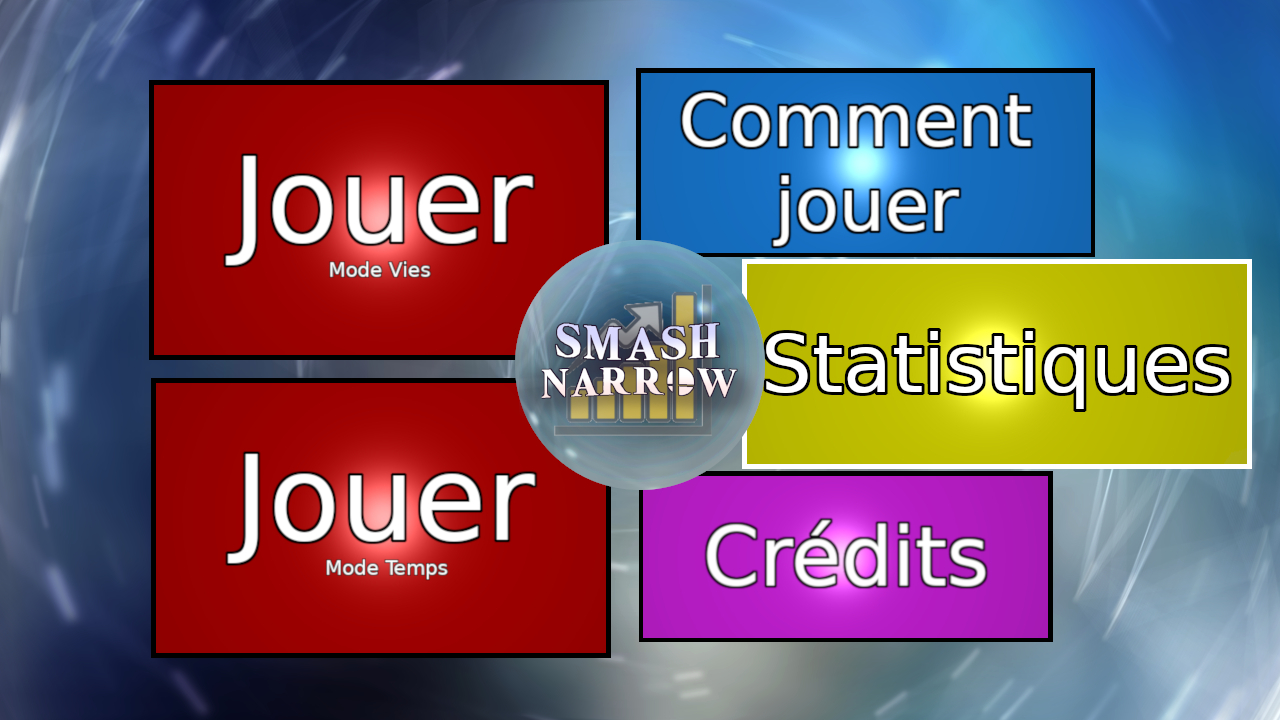 Jouer
Mode Vies
Jouer
Mode Temps
SMASH
NARROW
Comment
jouer
Statistiques
Crédits